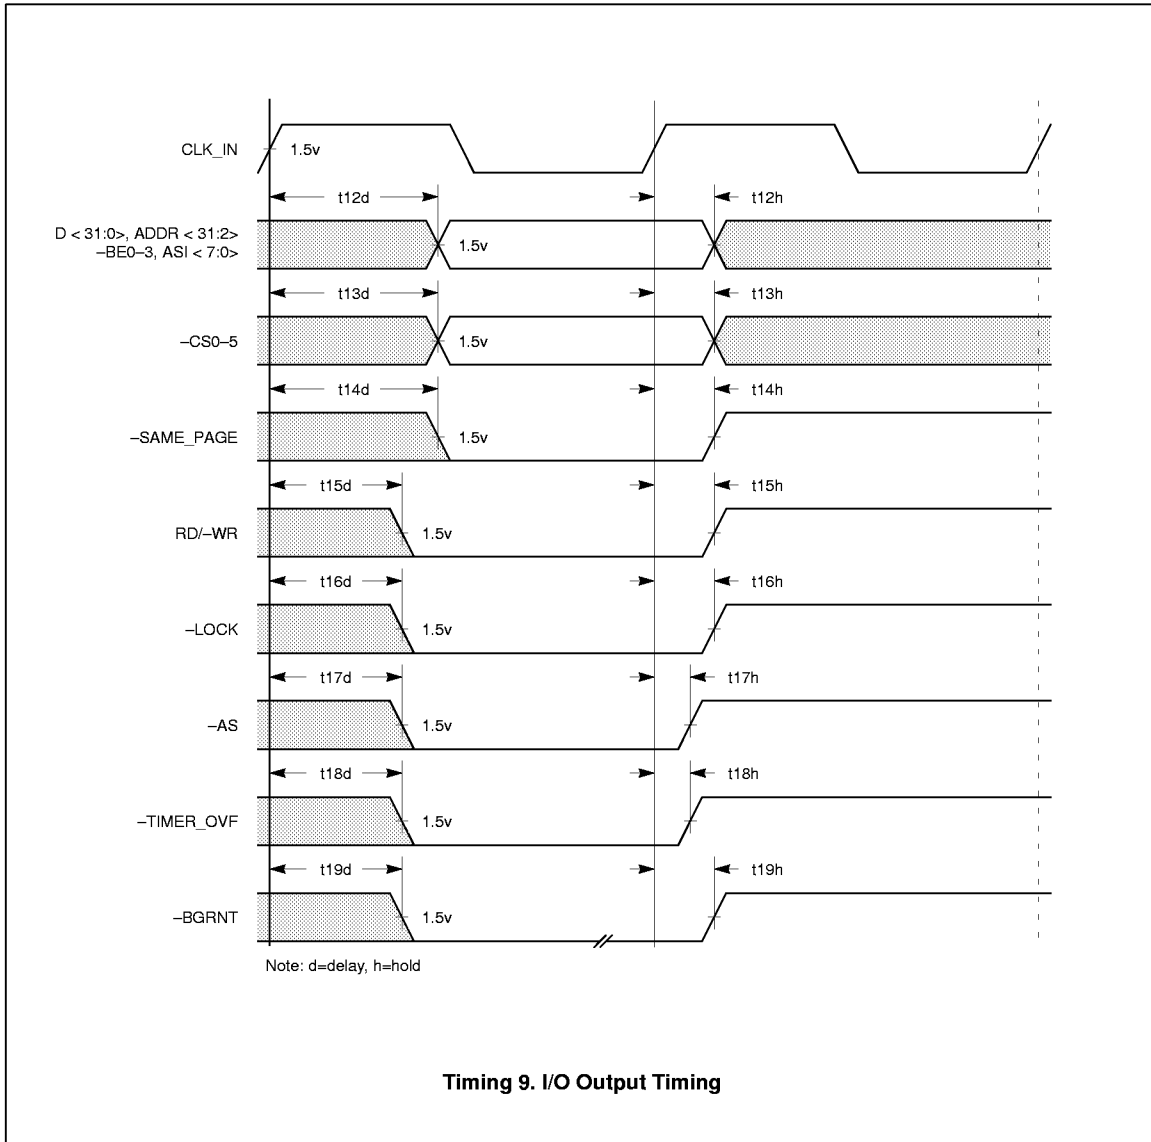 CLK_IN 1.5v
t12d t12h
D < 31:0>, ADDR < 31:2>
–BE0–3, ASI < 7:0>
1.5v
t13d t13h
–CS0–5 1.5v
t14d t14h
–SAME_PAGE 1.5v
t15d t15h
RD/–WR 1.5v
t16d t16h
–LOCK 1.5v
t17d t17h
–AS 1.5v
t18d t18h
–TIMER_OVF 1.5v
t19d t19h
–BGRNT 1.5v
Note: d=delay, h=hold
Timing 9. I/O Output Timing